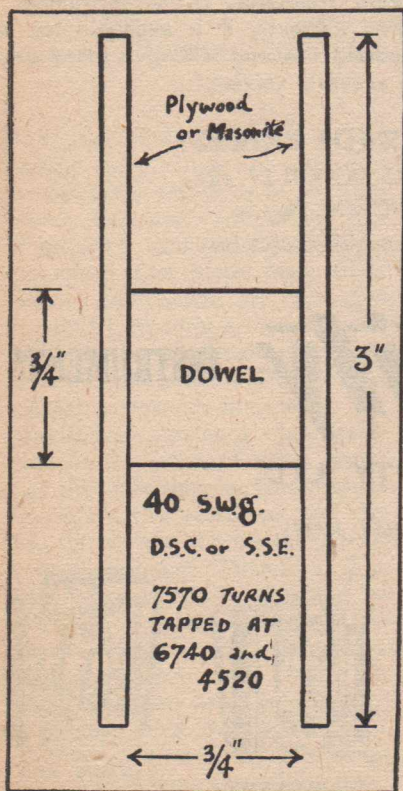 Plywood
or Masonite
3/4"
DOWEL
3"
40 S.W.g.
D.S.C. or S.S.E.
7570 TURNS
TAPPED AT
6740 and
4520
3/4"